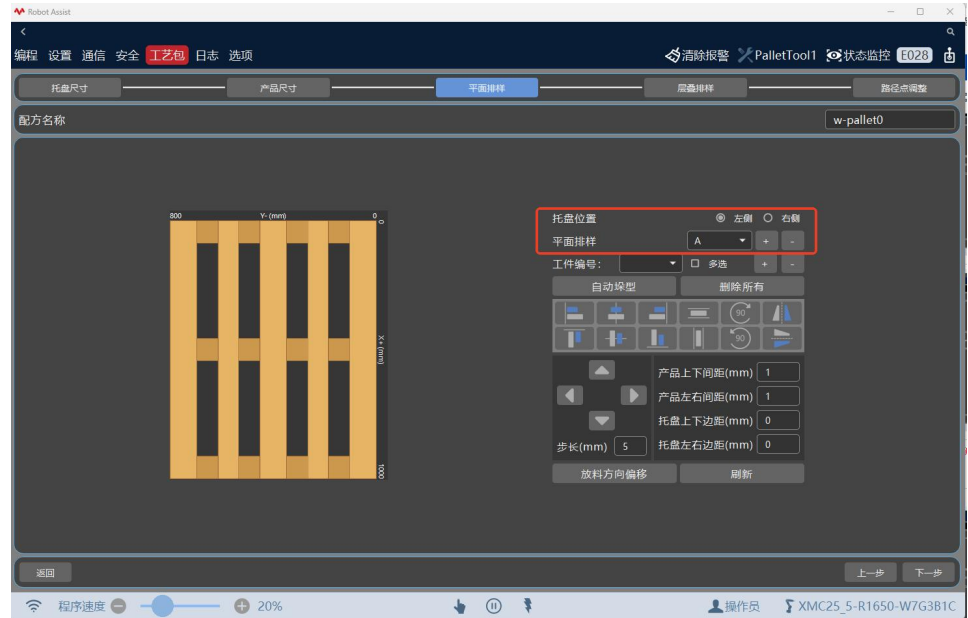 Robot Assist
编程 设置 通信 安全 工艺包 日志 选项 清除报警 PalletTool1 状态监控 E028
托盘尺寸 产品尺寸 平面排样 层叠排样 路径点调整
配方名称 w-pallet0
800 Y- (mm) 0
0
X+ (mm)
1000
托盘位置 左侧 右侧
平面排样 A + -
工件编号: 多选 + -
自动垛型 删除所有
90
90
产品上下间距(mm) 1
产品左右间距(mm) 1
托盘上下边距(mm) 0
步长(mm) 5 托盘左右边距(mm) 0
放料方向偏移 刷新
返回 上一步 下一步
程序速度 20% 操作员 XMC25_5-R1650-W7G3B1C